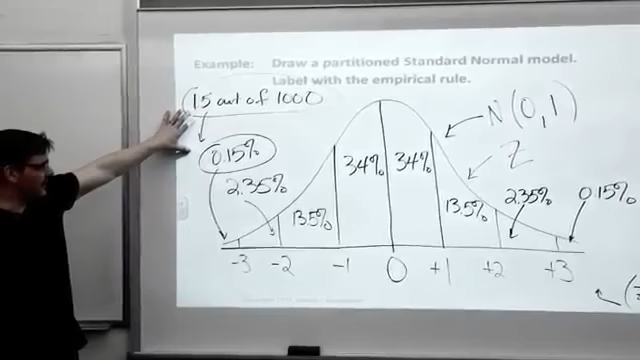 Example: Draw a partitioned Standard Normal model.
Label with the empirical rule.
15 out of 1000
N(0,1)
0.15%
Z
34% 34%
2.35% 2.35% 0.15%
13.5% 13.5%
-3 -2 -1 0 +1 +2 +3